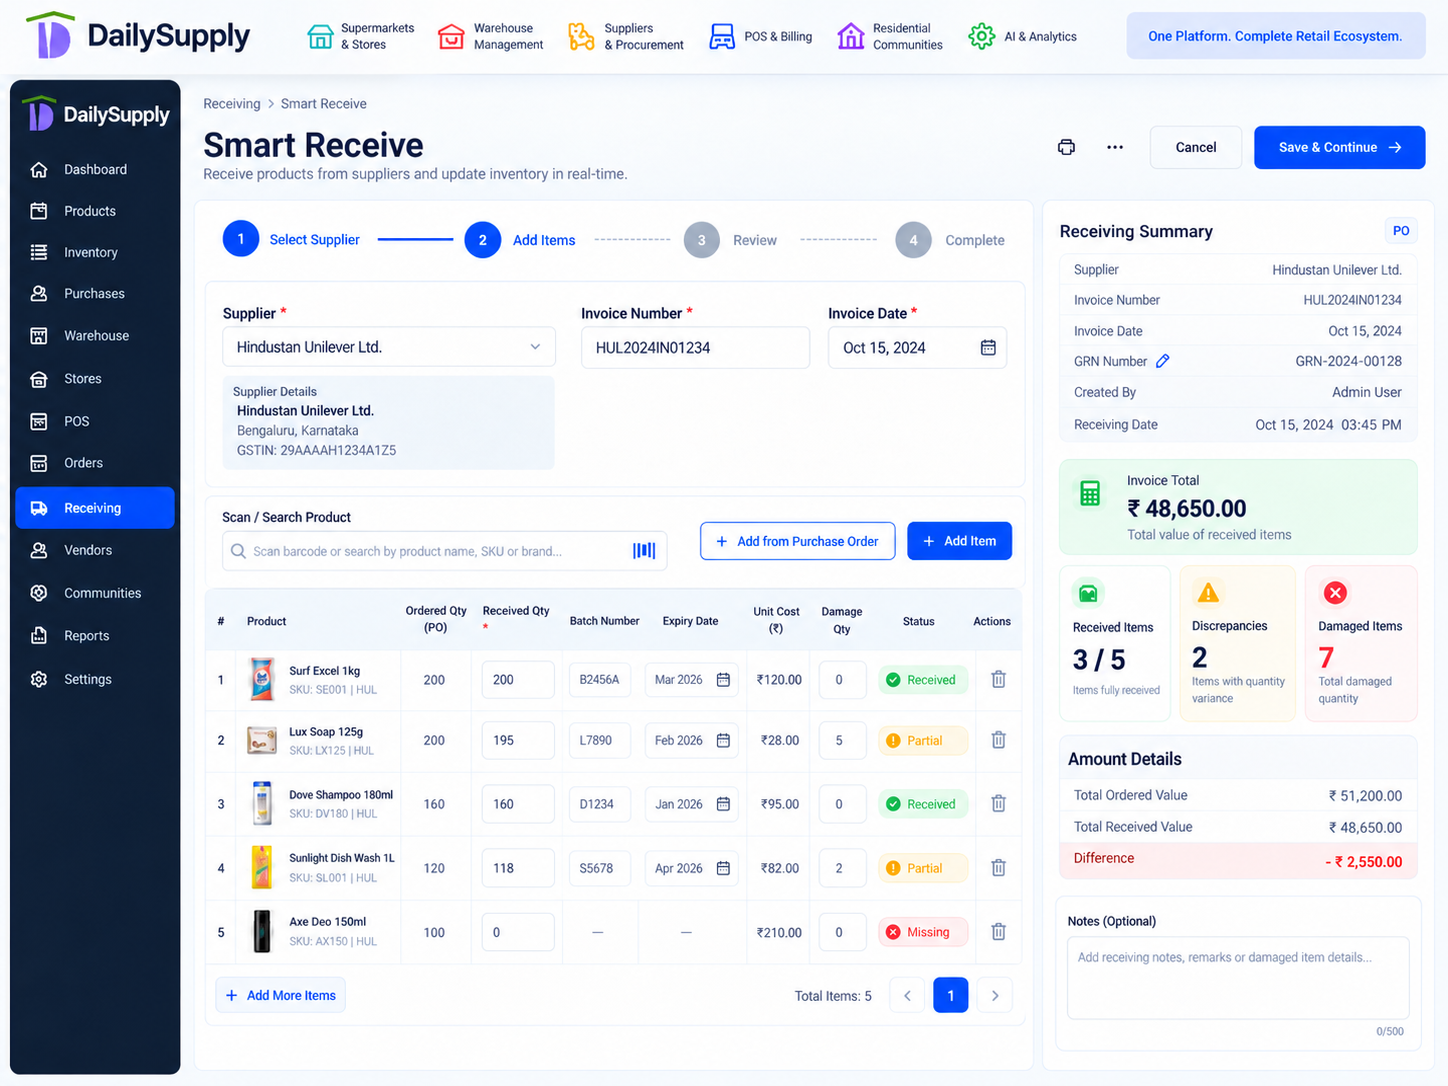 DailySupply
Supermarkets
& Stores
Warehouse
Management
Suppliers
& Procurement
POS & Billing
Residential
Communities
AI & Analytics
One Platform. Complete Retail Ecosystem.
DailySupply
Dashboard
Products
Inventory
Purchases
Warehouse
Stores
POS
Orders
Receiving
Vendors
Communities
Reports
Settings
Receiving > Smart Receive
Smart Receive
Receive products from suppliers and update inventory in real-time.
Cancel
Save & Continue →
1 Select Supplier
2 Add Items
3 Review
4 Complete
Supplier *
Hindustan Unilever Ltd.
Invoice Number *
HUL2024IN01234
Invoice Date *
Oct 15, 2024
Supplier Details
Hindustan Unilever Ltd.
Bengaluru, Karnataka
GSTIN: 29AAAAH1234A1Z5
Scan / Search Product
Scan barcode or search by product name, SKU or brand...
+ Add from Purchase Order
+ Add Item
# Product Ordered Qty (PO) Received Qty * Batch Number Expiry Date Unit Cost (₹) Damage Qty Status Actions
1 Surf Excel 1kg 200 200 B2456A Mar 2026 ₹120.00 0 Received
SKU: SE001 | HUL
2 Lux Soap 125g 200 195 L7890 Feb 2026 ₹28.00 5 Partial
SKU: LX125 | HUL
3 Dove Shampoo 180ml 160 160 D1234 Jan 2026 ₹95.00 0 Received
SKU: DV180 | HUL
4 Sunlight Dish Wash 1L 120 118 S5678 Apr 2026 ₹82.00 2 Partial
SKU: SL001 | HUL
5 Axe Deo 150ml 100 0 — — ₹210.00 0 Missing
SKU: AX150 | HUL
+ Add More Items
Total Items: 5 < 1 >
Receiving Summary
PO
Supplier Hindustan Unilever Ltd.
Invoice Number HUL2024IN01234
Invoice Date Oct 15, 2024
GRN Number GRN-2024-00128
Created By Admin User
Receiving Date Oct 15, 2024 03:45 PM
Invoice Total
₹ 48,650.00
Total value of received items
Received Items
3 / 5
Items fully received
Discrepancies
2
Items with quantity
variance
Damaged Items
7
Total damaged
quantity
Amount Details
Total Ordered Value ₹ 51,200.00
Total Received Value ₹ 48,650.00
Difference - ₹ 2,550.00
Notes (Optional)
Add receiving notes, remarks or damaged item details...
0/500